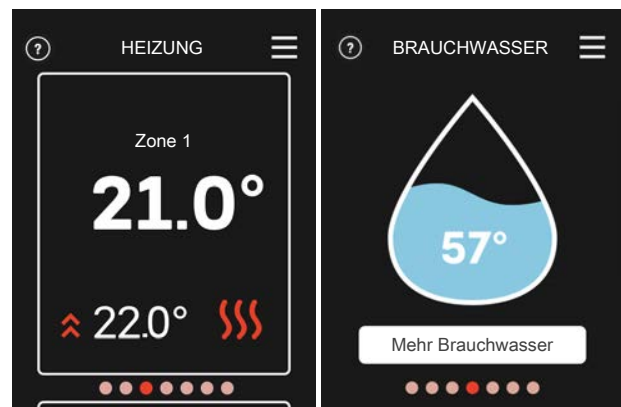 ? HEIZUNG
Zone 1
21.0°
22.0°
? BRAUCHWASSER
57°
Mehr Brauchwasser